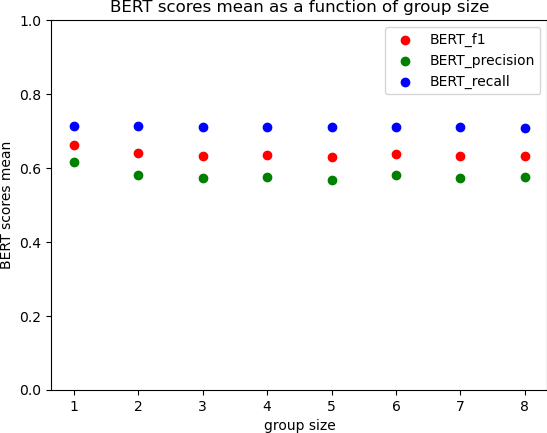 BERT scores mean as a function of group size
BERT_f1
BERT_precision
BERT_recall
BERT scores mean
1.0
0.8
0.6
0.4
0.2
0.0
1 2 3 4 5 6 7 8
group size